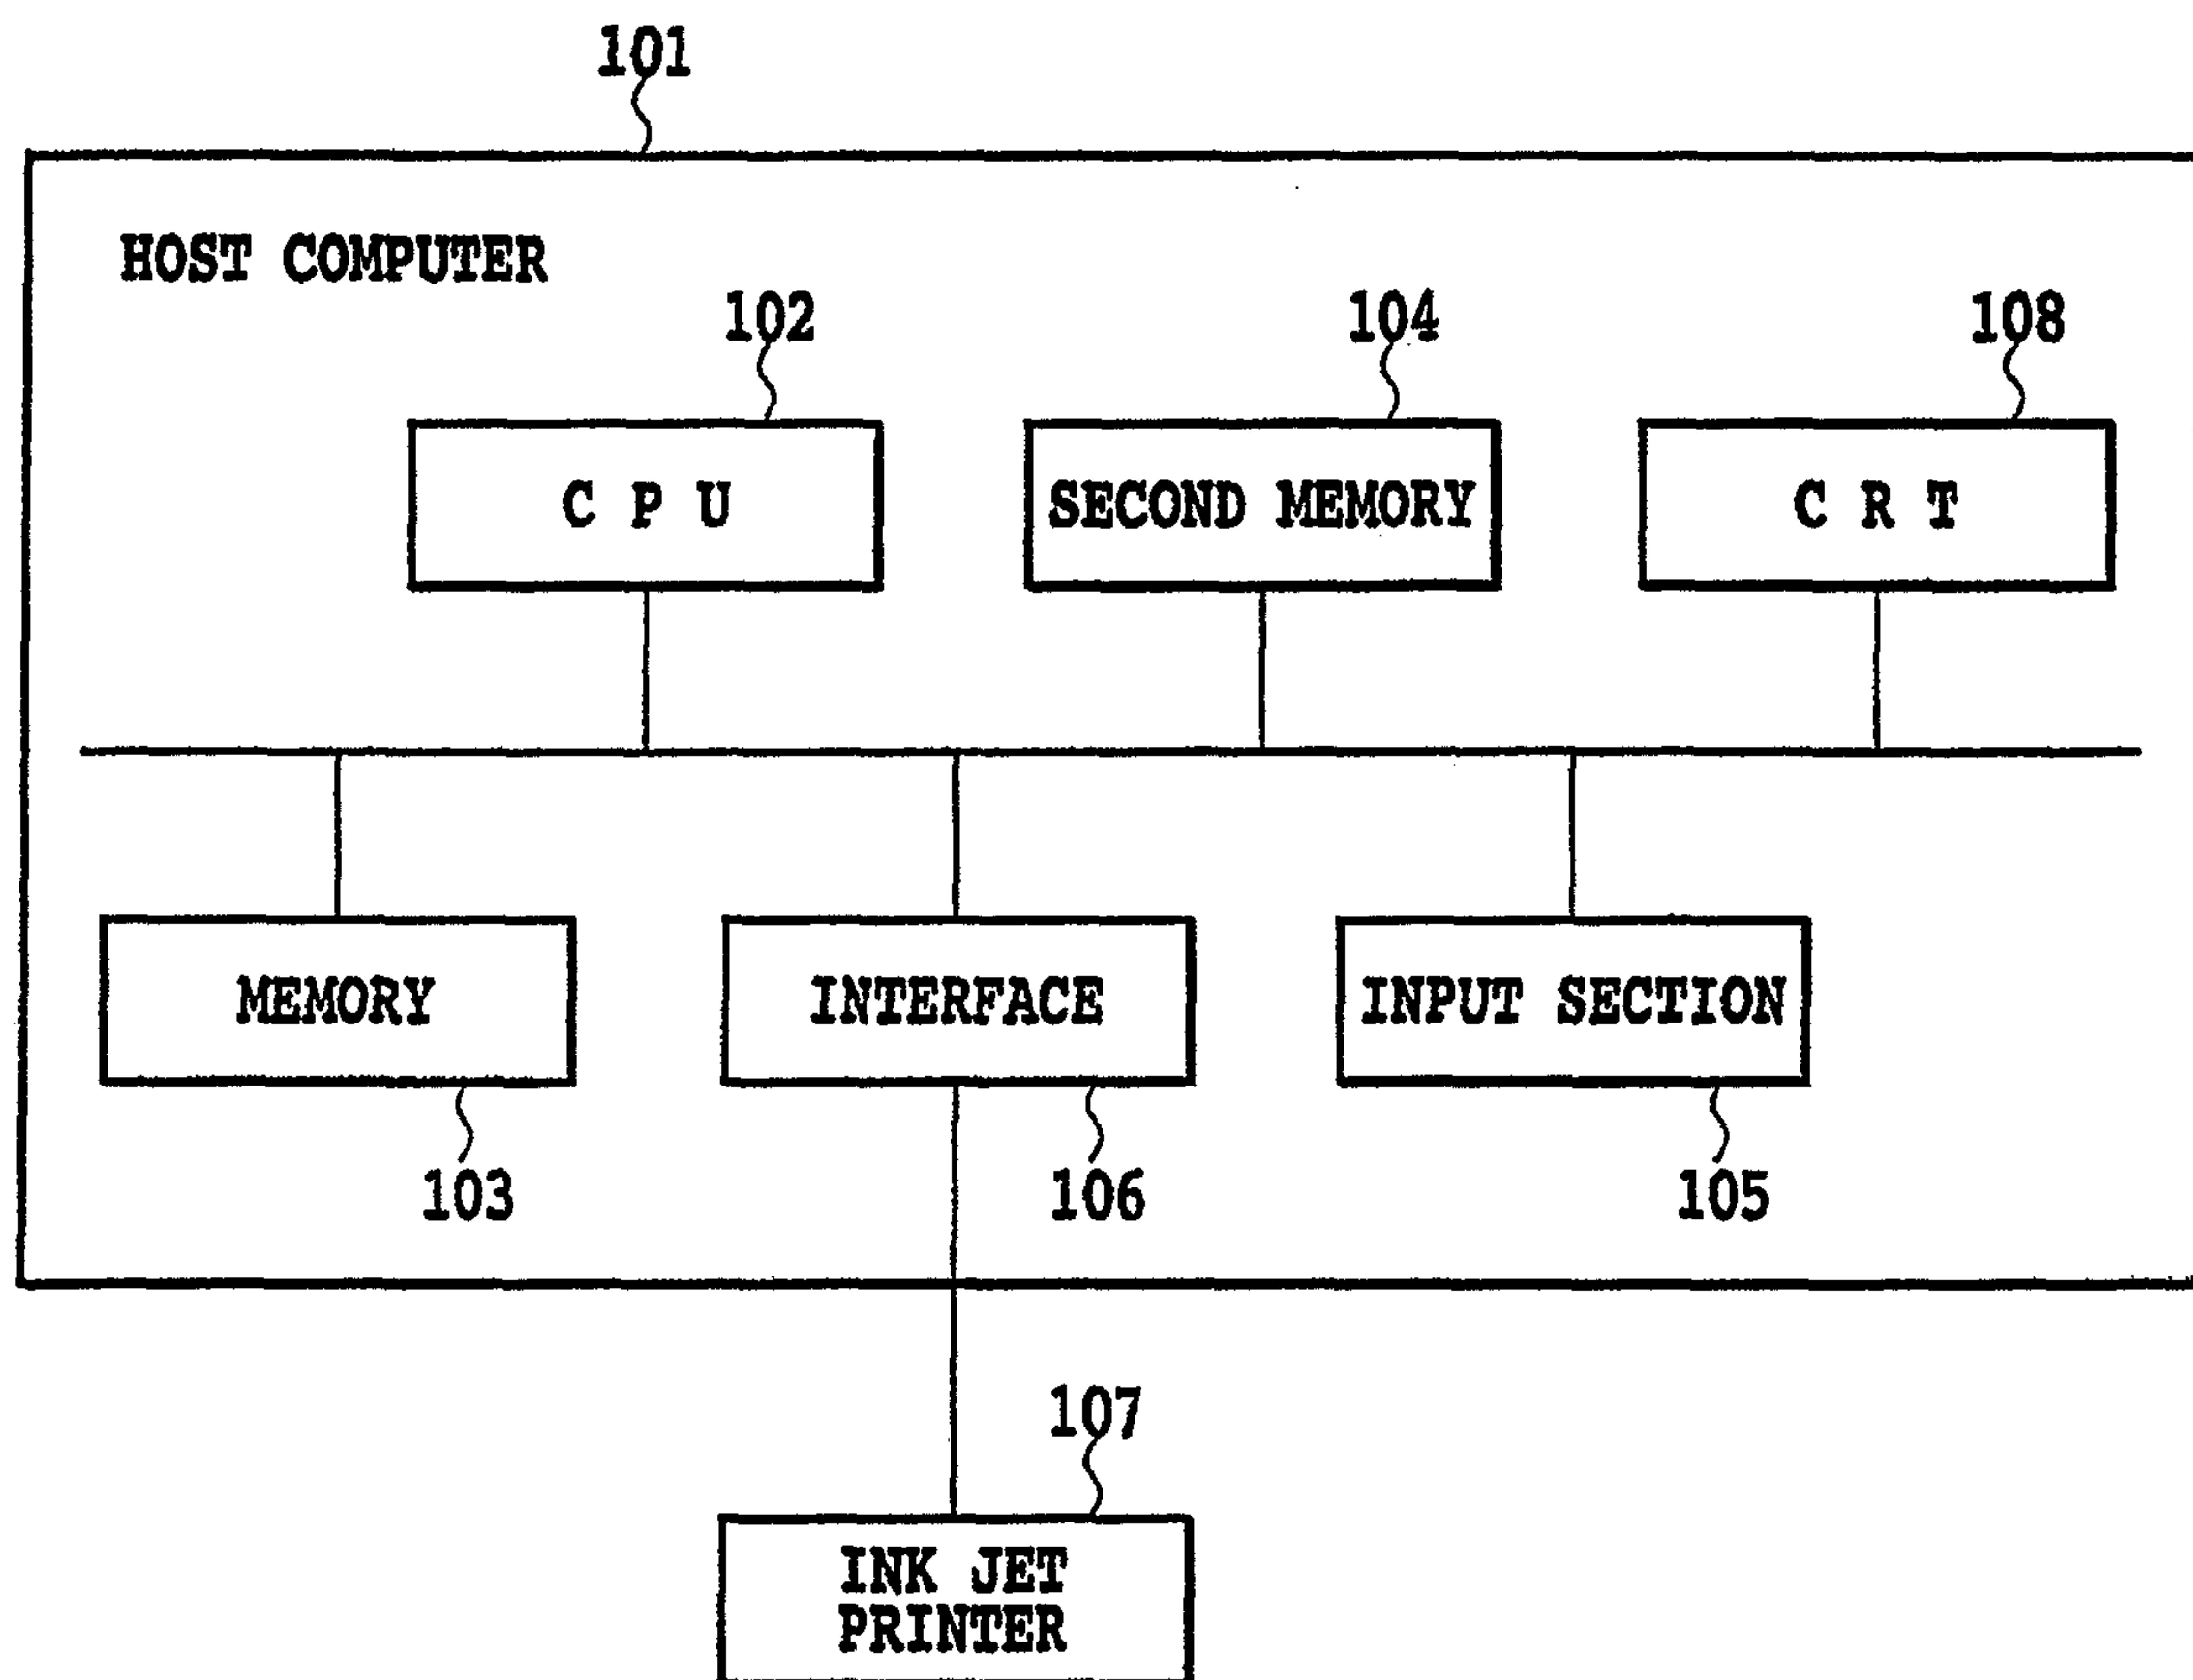 101
HOST COMPUTER
102
104
108
C P U
SECOND MEMORY
C R T
MEMORY
INTERFACE
INPUT SECTION
103
106
105
107
INK JET
PRINTER